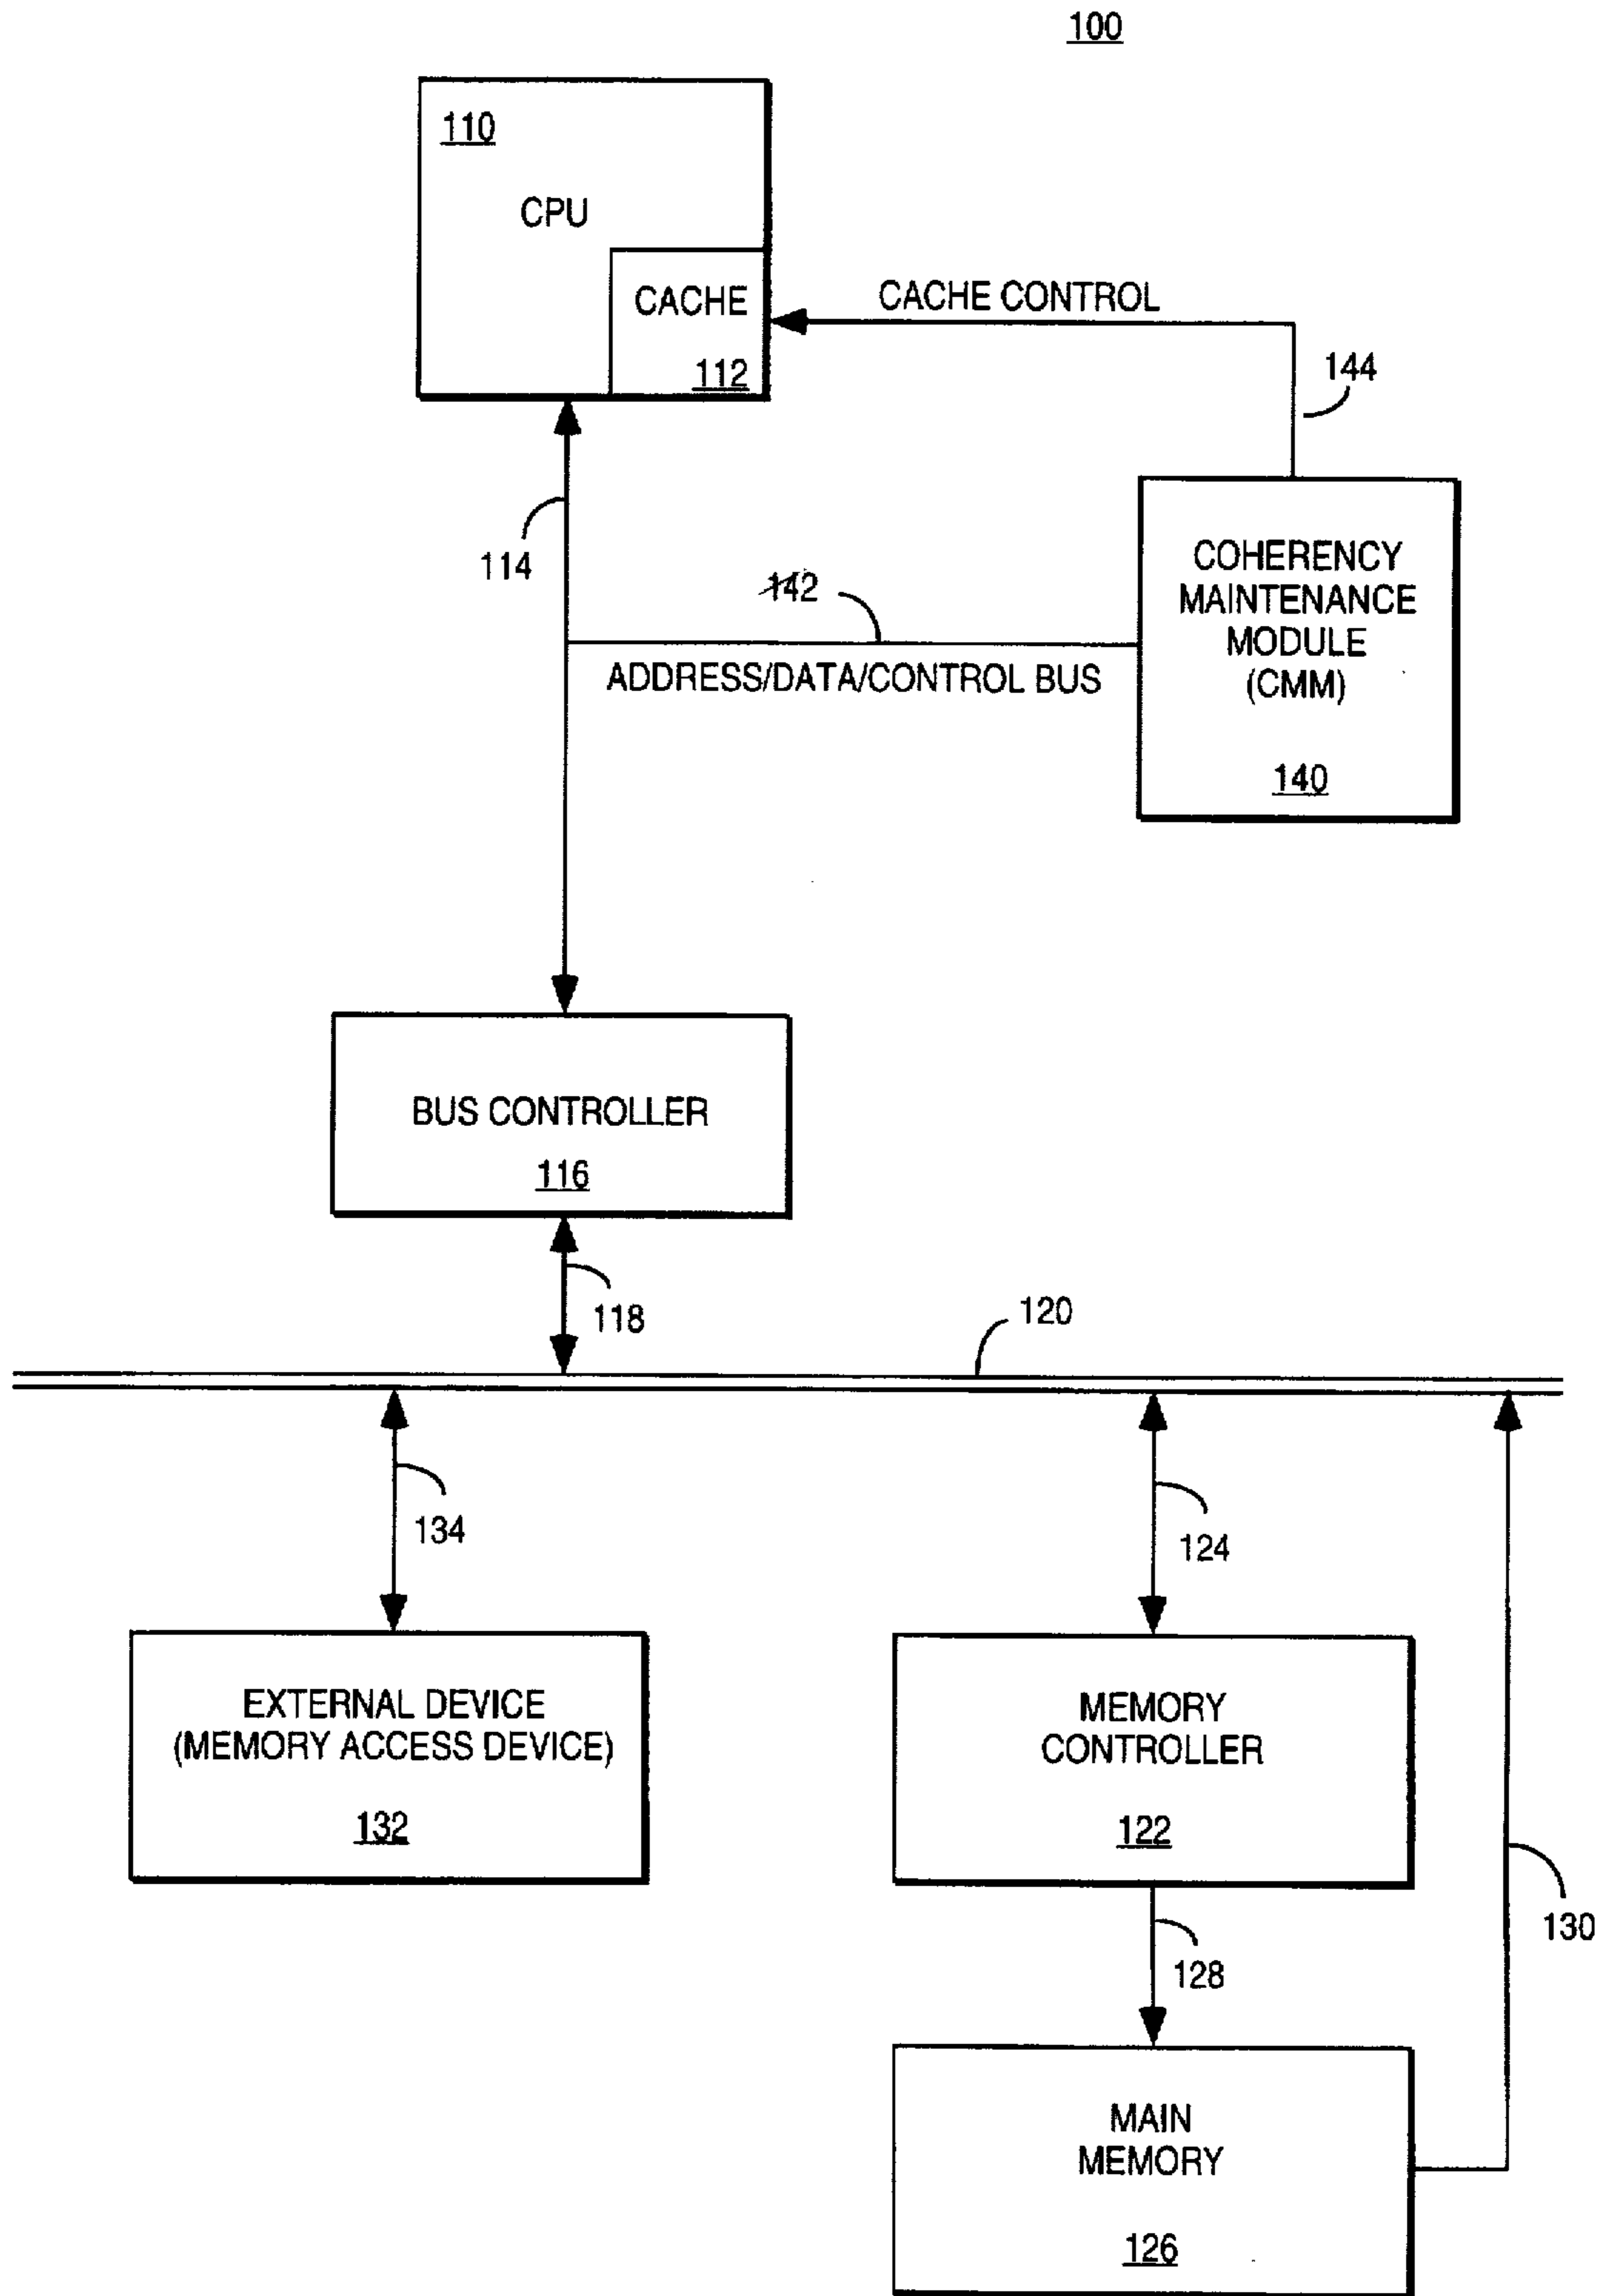 100
110
CPU
CACHE
112
CACHE CONTROL
144
114
142
ADDRESS/DATA/CONTROL BUS
COHERENCY
MAINTENANCE
MODULE
(CMM)
140
BUS CONTROLLER
116
118
120
134
124
EXTERNAL DEVICE
(MEMORY ACCESS DEVICE)
132
MEMORY
CONTROLLER
122
130
128
MAIN
MEMORY
126